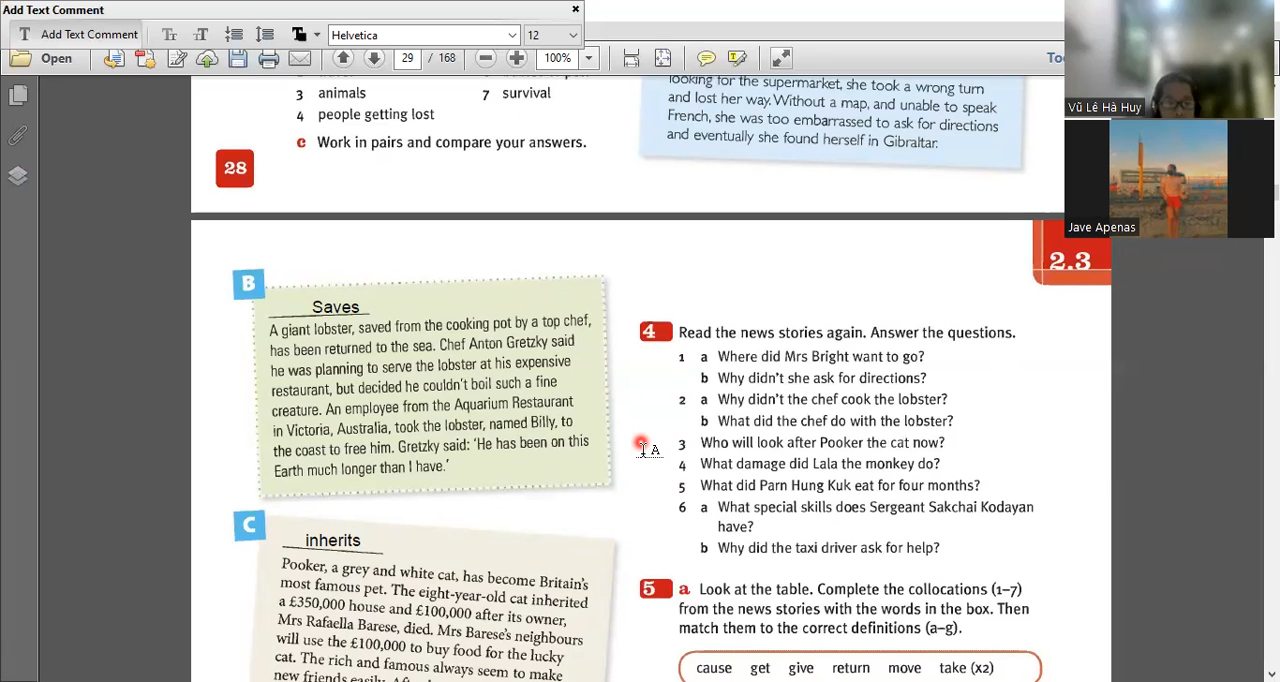 Add Text Comment
Add Text Comment
Helvetica
12
Open
29 / 168
100%
3 animals
7 survival
4 people getting lost
c Work in pairs and compare your answers.
28
looking for the supermarket, she took a wrong turn
and lost her way. Without a map, and unable to speak
French, she was too embarrassed to ask for directions
and eventually she found herself in Gibraltar.
Vũ Lê Hà Huy
Jave Apenas
2.3
B
Saves
A giant lobster, saved from the cooking pot by a top chef,
has been returned to the sea. Chef Anton Gretzky said
he was planning to serve the lobster at his expensive
restaurant, but decided he couldn't boil such a fine
creature. An employee from the Aquarium Restaurant
in Victoria, Australia, took the lobster, named Billy, to
the coast to free him. Gretzky said: 'He has been on this
Earth much longer than I have.'
C
inherits
Pooker, a grey and white cat, has become Britain's
most famous pet. The eight-year-old cat inherited
a £350,000 house and £100,000 after its owner,
Mrs Rafaella Barese, died. Mrs Barese's neighbours
will use the £100,000 to buy food for the lucky
cat. The rich and famous always seem to make
new friends easily.
4 Read the news stories again. Answer the questions.
1 a Where did Mrs Bright want to go?
b Why didn't she ask for directions?
2 a Why didn't the chef cook the lobster?
b What did the chef do with the lobster?
3 Who will look after Pooker the cat now?
4 What damage did Lala the monkey do?
5 What did Parn Hung Kuk eat for four months?
6 a What special skills does Sergeant Sakchai Kodayan
have?
b Why did the taxi driver ask for help?
5 a Look at the table. Complete the collocations (1–7)
from the news stories with the words in the box. Then
match them to the correct definitions (a–g).
cause get give return move take (x2)